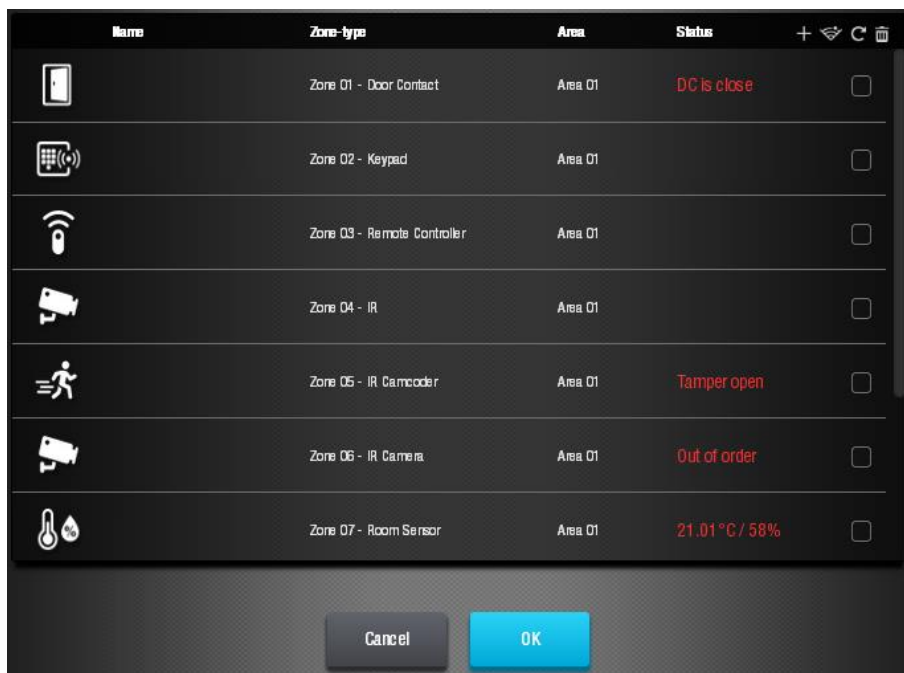 Name Zone-type Area Status
Zone 01 - Door Contact Area 01 DC is close
Zone 02 - Keypad Area 01
Zone 03 - Remote Controller Area 01
Zone 04 - IR Area 01
Zone 05 - IR Camcoder Area 01 Tamper open
Zone 06 - IR Camera Area 01 Out of order
% Zone 07 - Room Sensor Area 01 21.01°C / 58%
Cancel OK